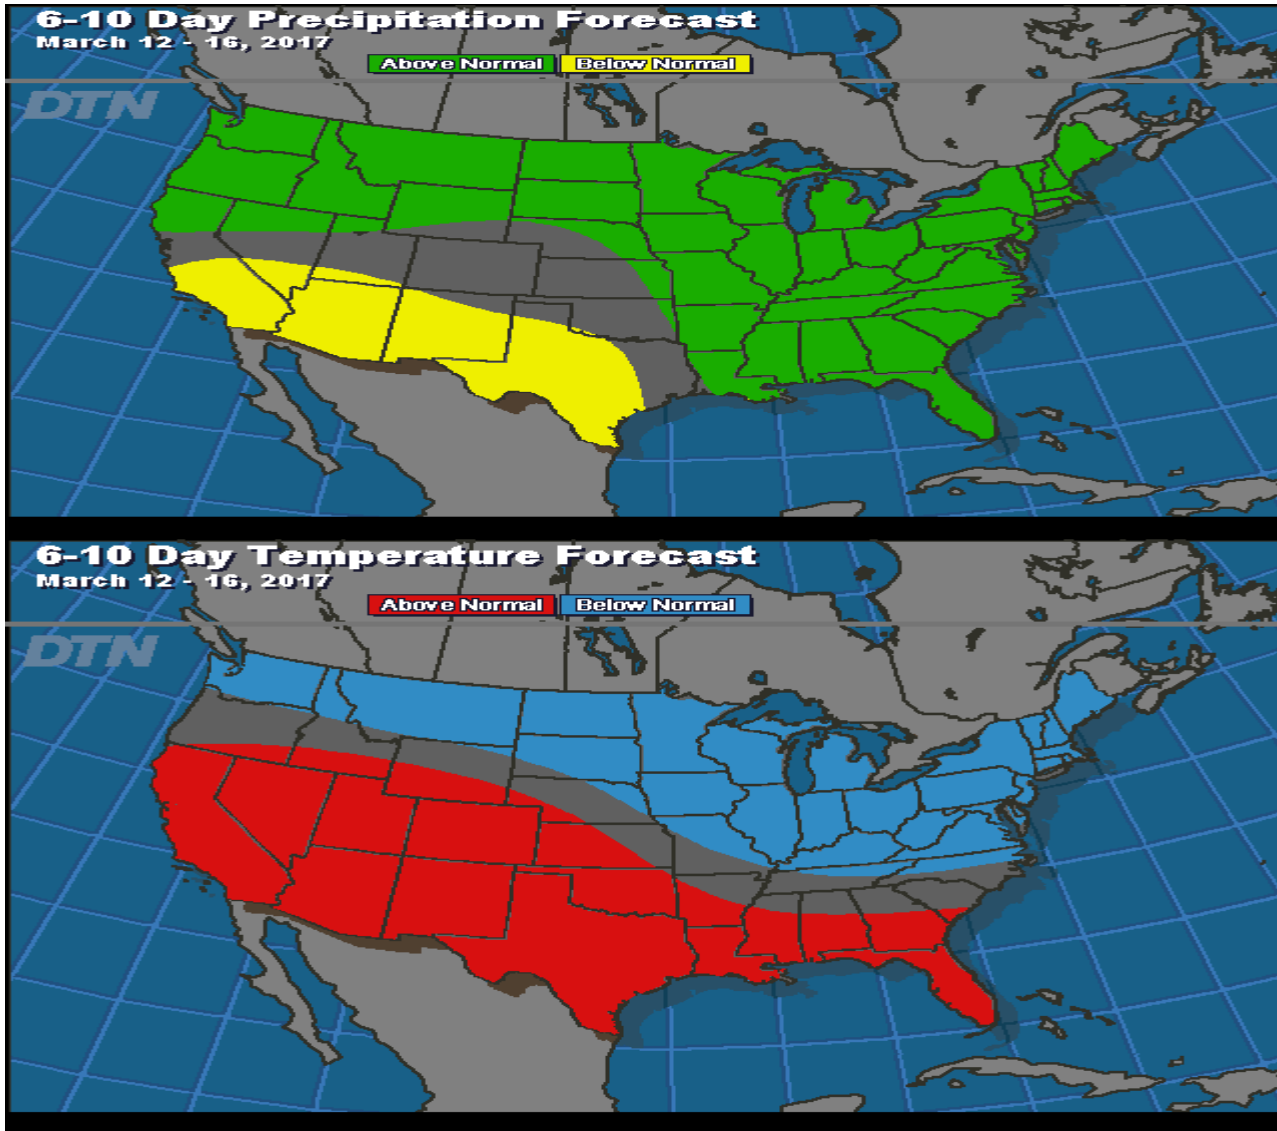 6-10 Day Precipitation Forecast
March 12 - 16, 2017
Above Normal Below Normal
DTN
6-10 Day Temperature Forecast
March 12 - 16, 2017
Above Normal Below Normal
DTN